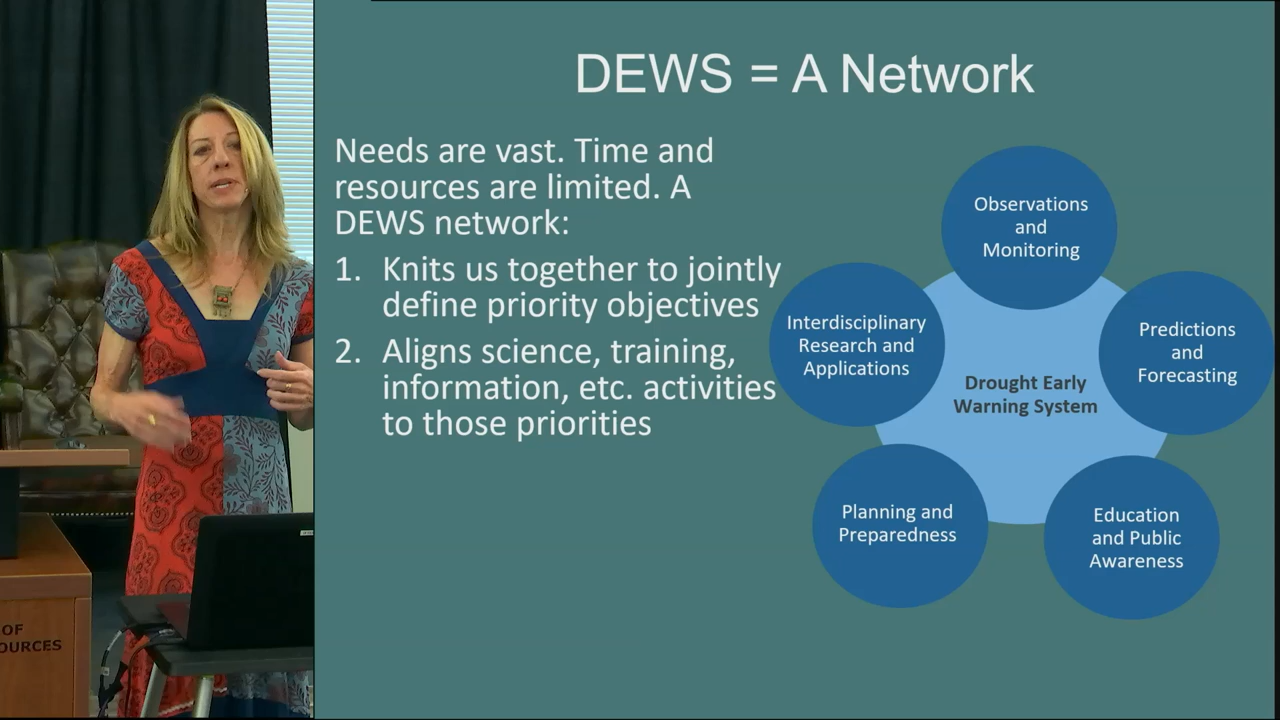 DEWS = A Network
Needs are vast. Time and
resources are limited. A
DEWS network:
1. Knits us together to jointly
define priority objectives
2. Aligns science, training,
information, etc. activities
to those priorities
Observations
and
Monitoring
Predictions
and
Forecasting
Education
and Public
Awareness
Planning and
Preparedness
Interdisciplinary
Research and
Applications
Drought Early
Warning System
OF
OURCES